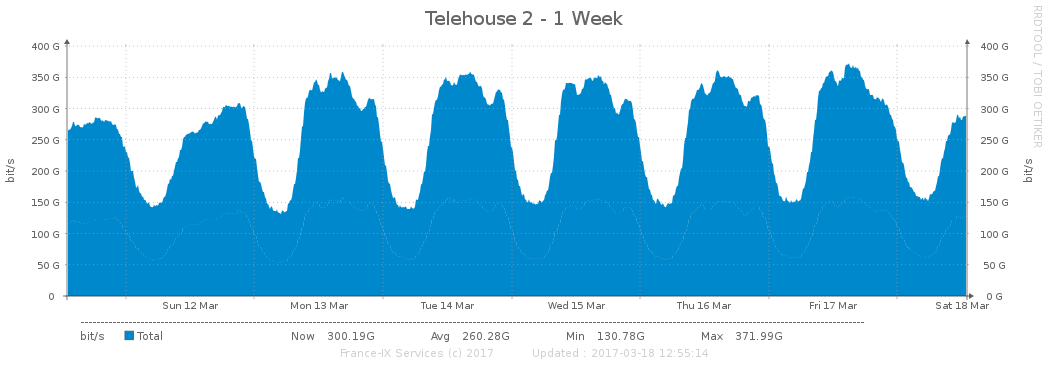 Telehouse 2 - 1 Week
RRDTOOL / TOBI OETIKER
400 G 400 G
350 G 350 G
300 G 300 G
250 G 250 G
200 G 200 G
150 G 150 G
100 G 100 G
50 G 50 G
0 0 G
bit/s bit/s
Sun 12 Mar Mon 13 Mar Tue 14 Mar Wed 15 Mar Thu 16 Mar Fri 17 Mar Sat 18 Mar
bit/s Total Now 300.19G Avg 260.28G Min 130.78G Max 371.99G
France-IX Services (c) 2017 Updated : 2017-03-18 12:55:14